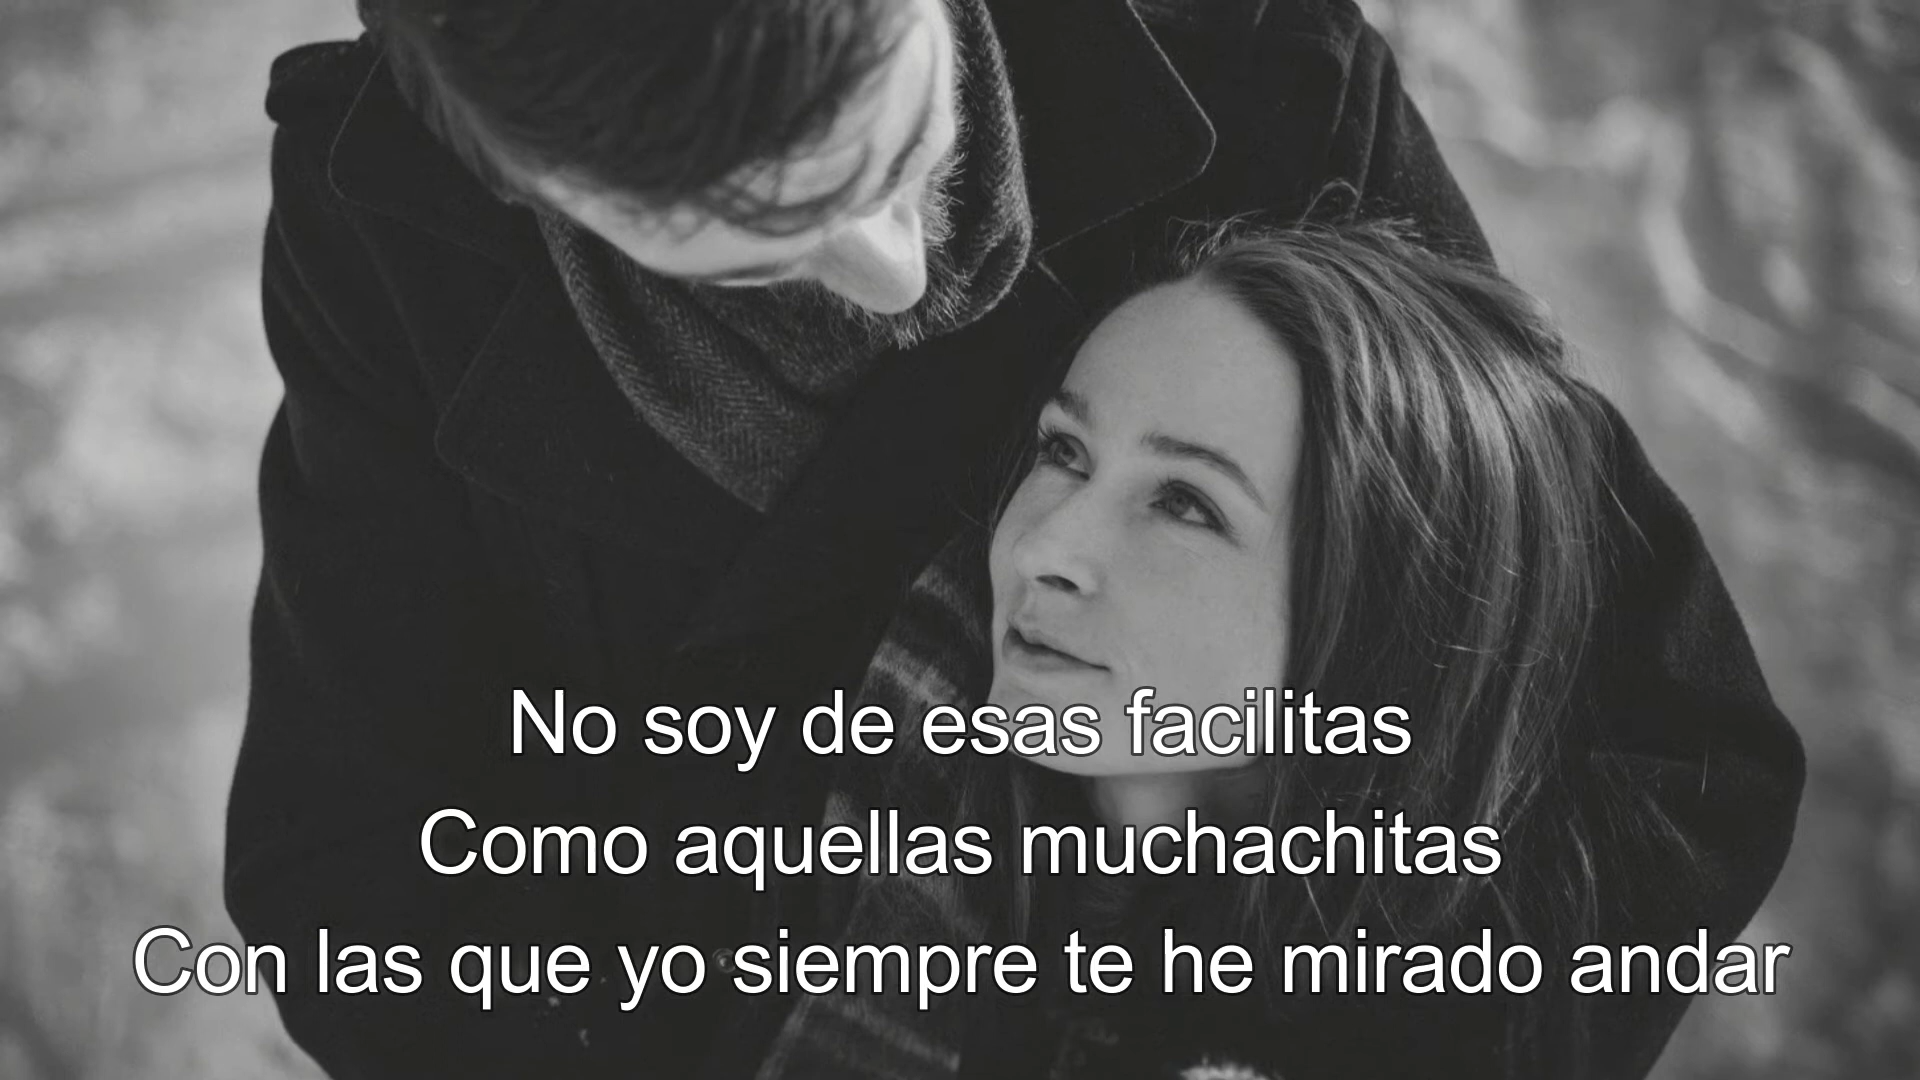 No soy de esas facilitas
Como aquellas muchachitas
Con las que yo siempre te he mirado andar